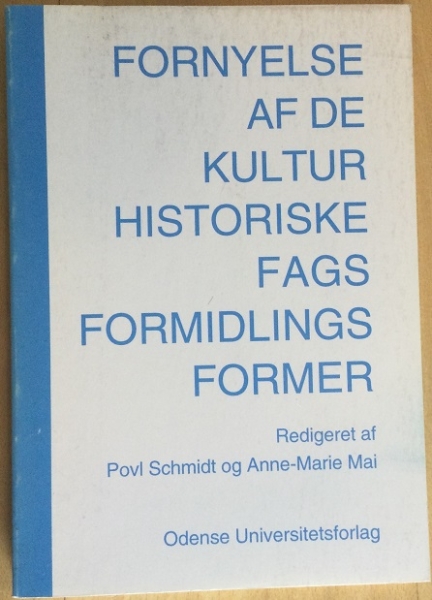 FORNYELSE
AF DE
KULTUR
HISTORISKE
FAGS
FORMIDLINGS
FORMER
Redigeret af
Povl Schmidt og Anne-Marie Mai
Odense Universitetsforlag